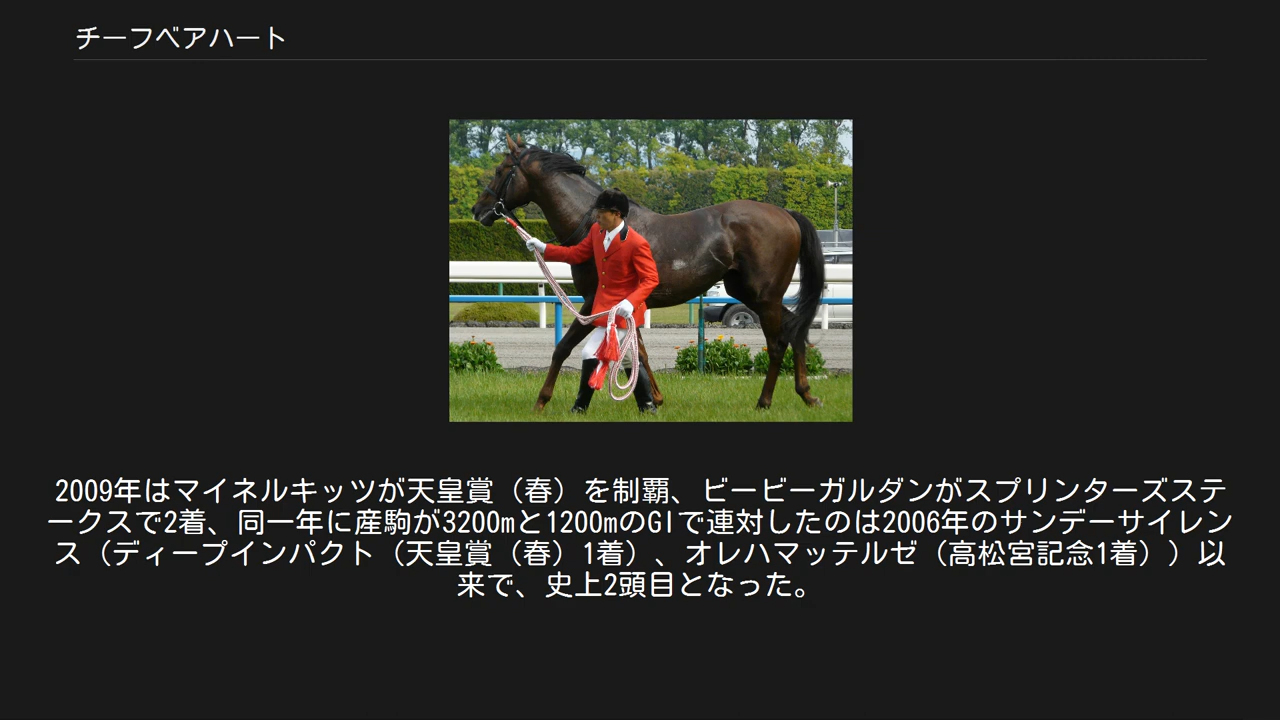 チーフベアハート
2009年はマイネルキッツが天皇賞（春）を制覇、ビービーガルダンがスプリンターズステ
ークスで2着、同一年に産駒が3200mと1200mのGIで連対したのは2006年のサンデーサイレン
ス（ディープインパクト（天皇賞（春）1着）、オレハマッテルゼ（高松宮記念1着））以
来で、史上2頭目となった。